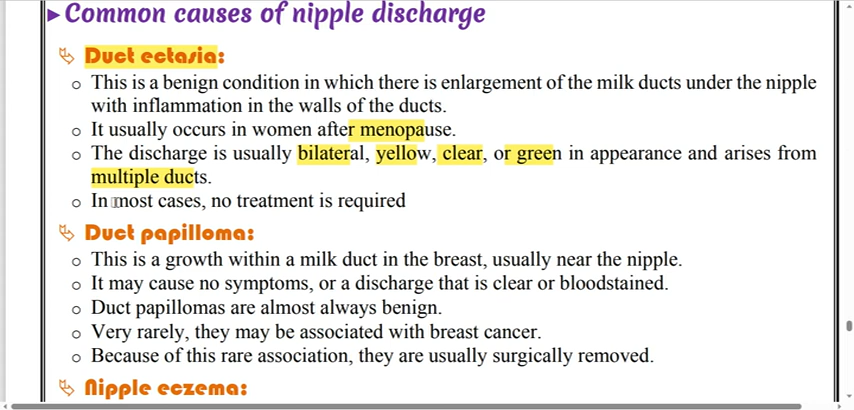 ►Common causes of nipple discharge
Duct ectasia:
o This is a benign condition in which there is enlargement of the milk ducts under the nipple
with inflammation in the walls of the ducts.
o It usually occurs in women after menopause.
o The discharge is usually bilateral, yellow, clear, or green in appearance and arises from
multiple ducts.
o In most cases, no treatment is required
Duct papilloma:
o This is a growth within a milk duct in the breast, usually near the nipple.
o It may cause no symptoms, or a discharge that is clear or bloodstained.
o Duct papillomas are almost always benign.
o Very rarely, they may be associated with breast cancer.
o Because of this rare association, they are usually surgically removed.
Nipple eczema: